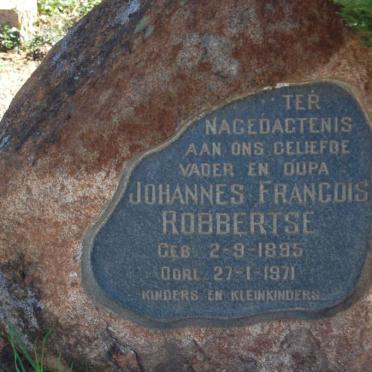 TER
NAGEDACTENIS
AAN ONS GELIEFDE
VADER EN OUPA
JOHANNES FRANCOIS
ROBBERTSE
GEB. 2-9-1895
OORL. 27-1-1971
KINDERS EN KLEINKINDERS